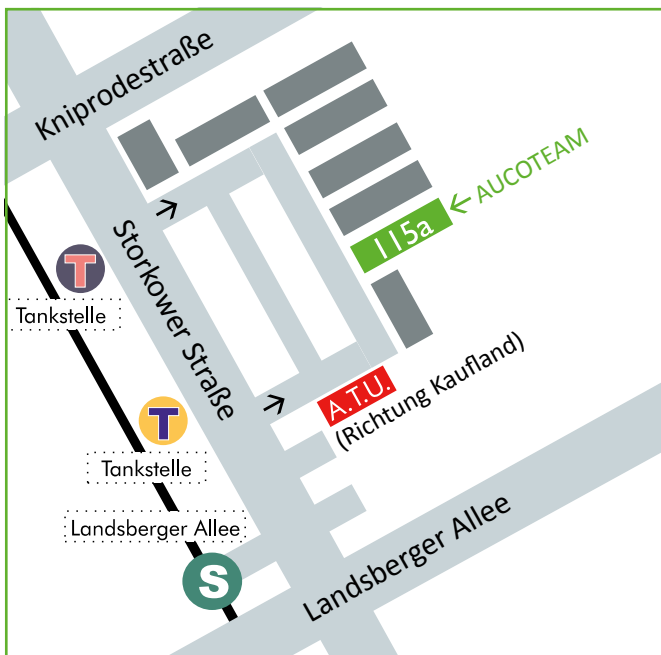 Kniprodestraße
AUCOTEAM
115a
Storkower Straße
T
Tankstelle
A.T.U.
(Richtung Kaufland)
T
Tankstelle
Landsberger Allee
S
Landsberger Allee